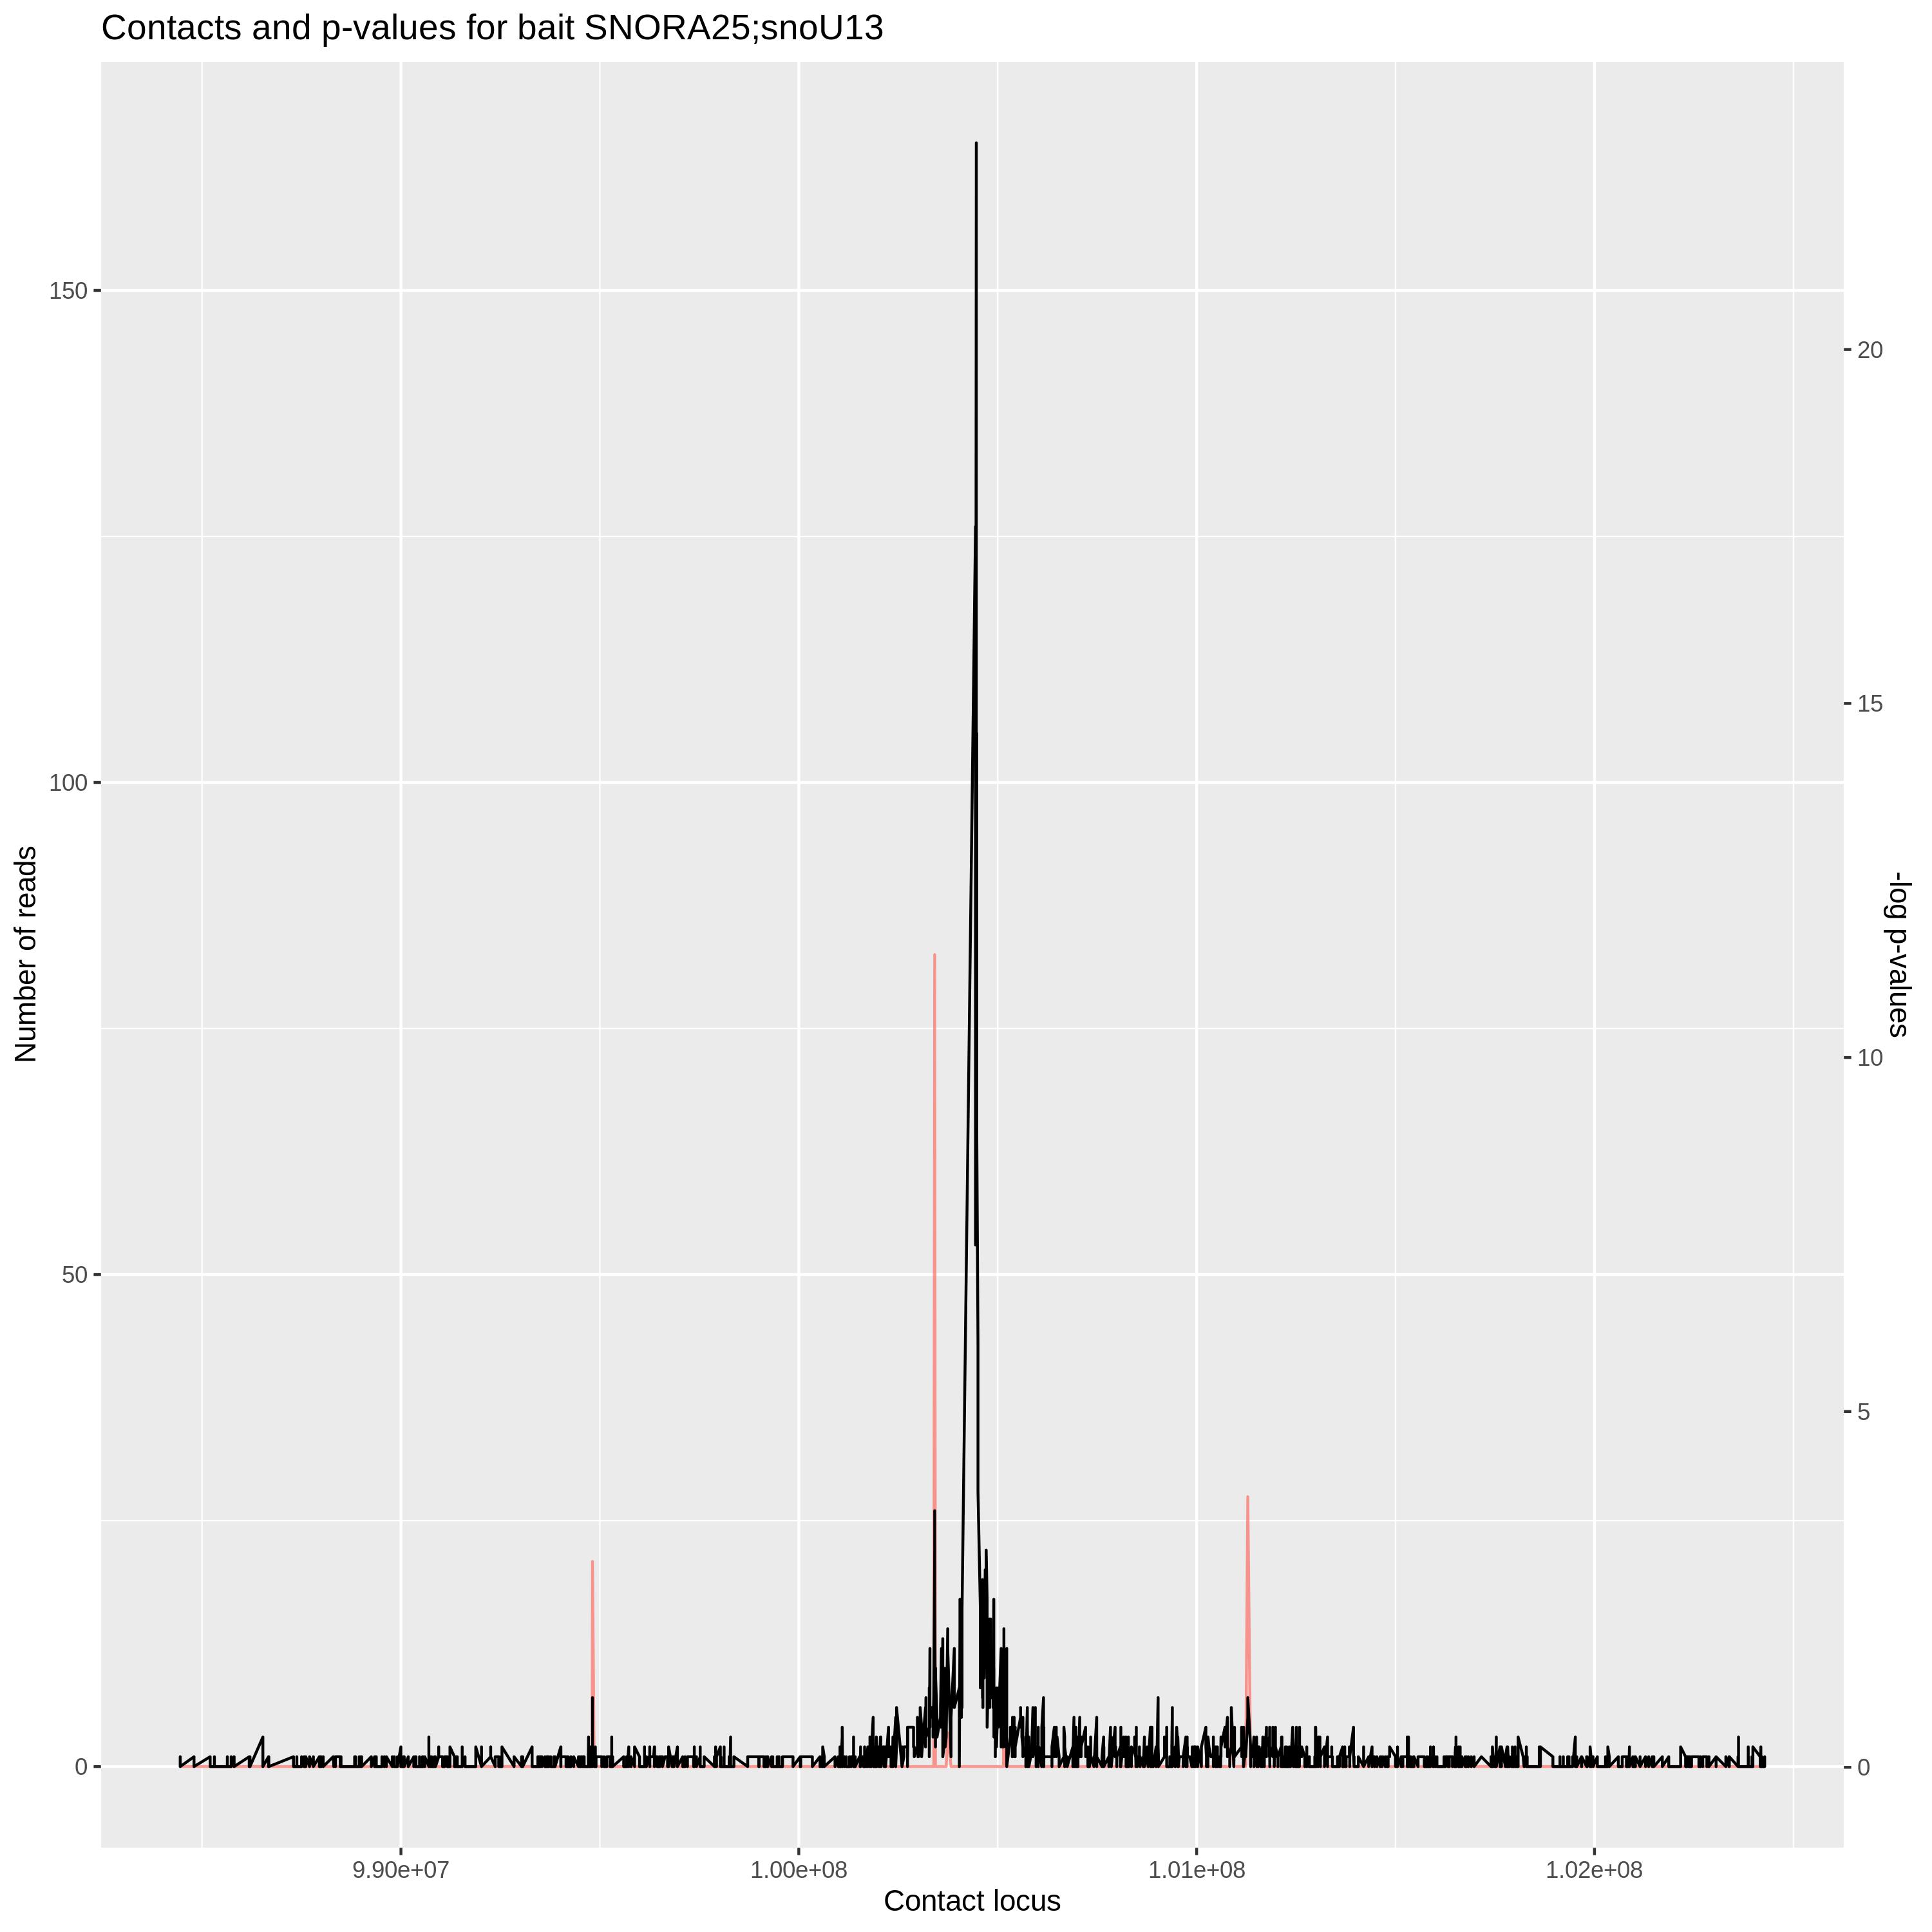 Contacts and p-values for bait SNORA25;snoU13
150
100
50
0
Number of reads
20
15
10
5
0
-log p-values
9.90e+07
1.00e+08
1.01e+08
1.02e+08
Contact locus